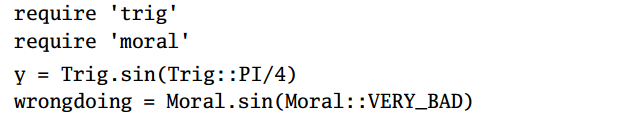 require 'trig'
require 'moral'
y = Trig.sin(Trig::PI/4)
wrongdoing = Moral.sin(Moral::VERY_BAD)